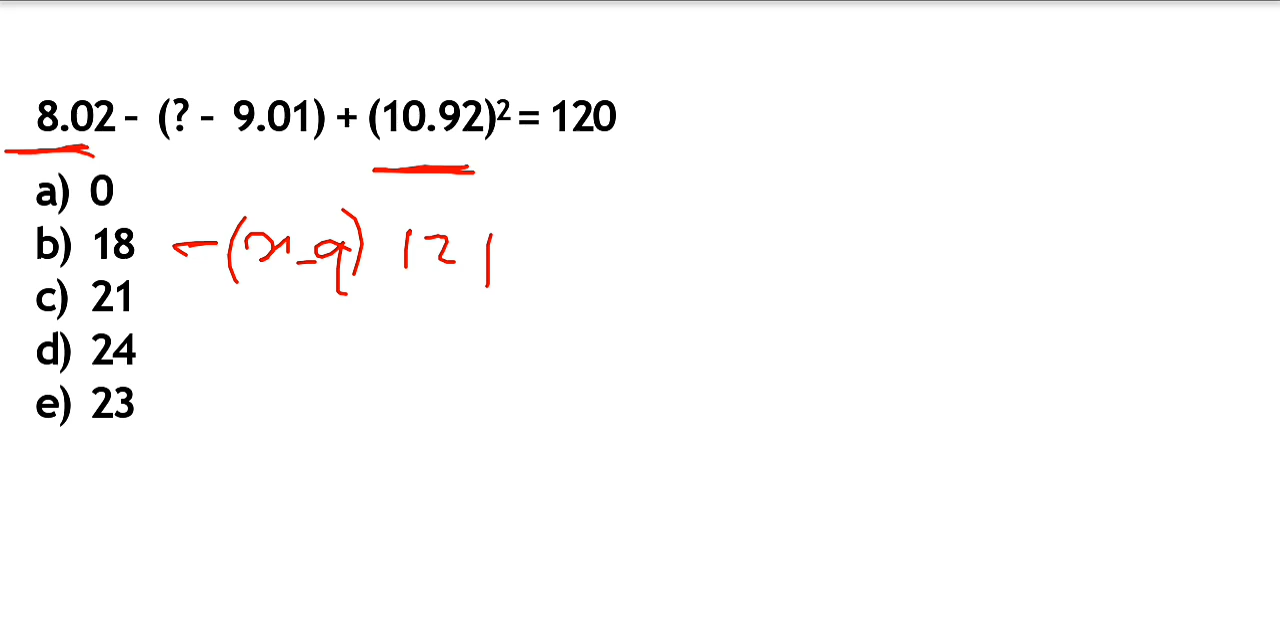 8.02 - (? - 9.01) + (10.92)² = 120
a) 0
b) 18 -(x-9) 121
c) 21
d) 24
e) 23